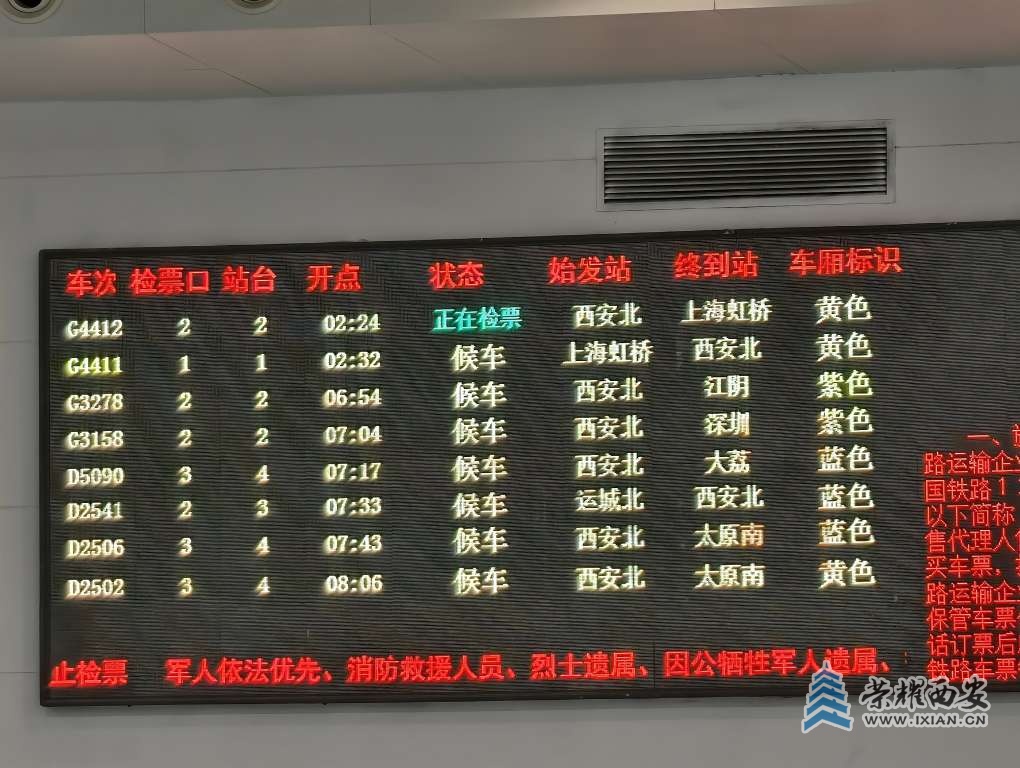 车次 检票口 站台 开点 状态 始发站 终到站 车厢标识
G4412 2 2 02:24 正在检票 西安北 上海虹桥 黄色
G4411 1 1 02:32 候车 上海虹桥 西安北 黄色
G3278 2 2 06:54 候车 西安北 江阴 紫色
G3158 2 2 07:04 候车 西安北 深圳 紫色
D5090 3 4 07:17 候车 西安北 大荔 蓝色
D2541 2 3 07:33 候车 运城北 西安北 蓝色
D2506 3 4 07:43 候车 西安北 太原南 蓝色
D2502 3 4 08:06 候车 西安北 太原南 黄色
止检票 军人依法优先、消防救援人员、烈士遗属、因公牺牲军人遗属、
一、
路运输企业
国铁路1
以下简称
售代理人
买车票，
路运输企业
保管车票
话订票后
铁路车票
荣耀西安
WWW.IXIAN.CN